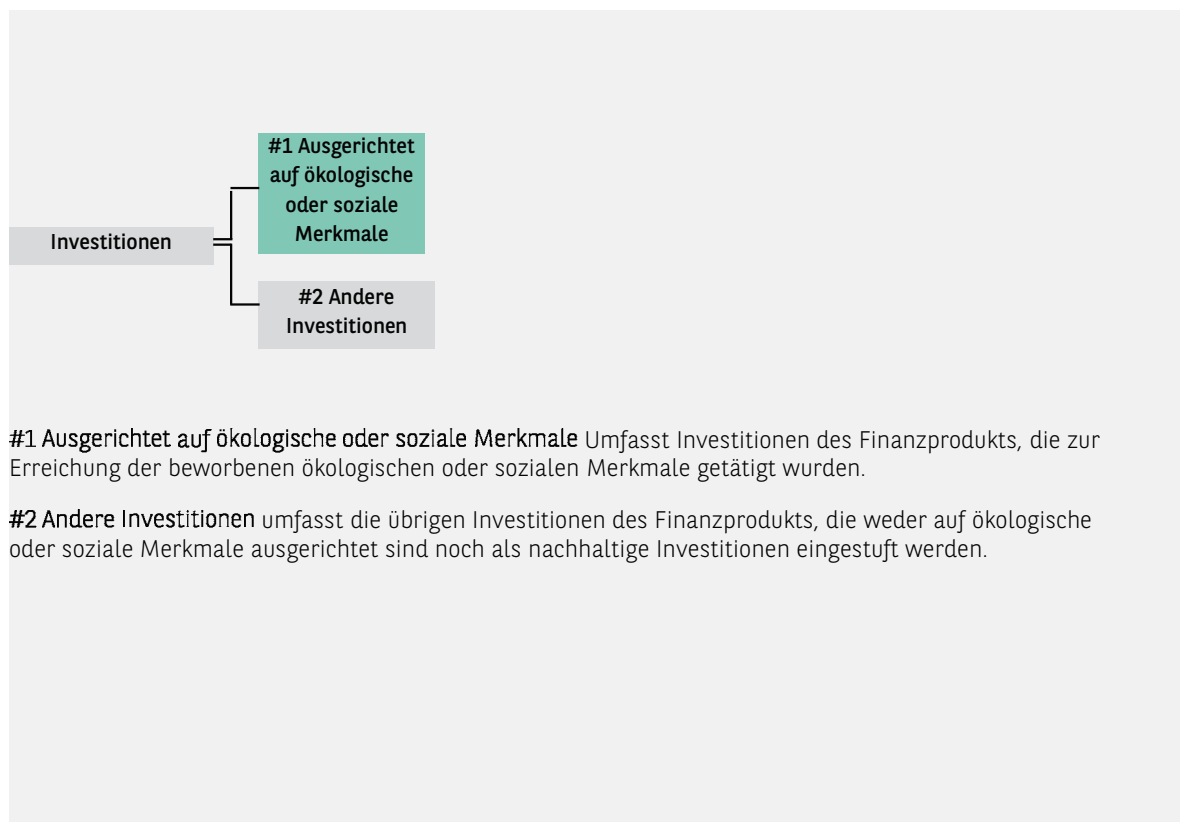 #1 Ausgerichtet
auf ökologische
oder soziale
Merkmale
Investitionen
#2 Andere
Investitionen
#1 Ausgerichtet auf ökologische oder soziale Merkmale Umfasst Investitionen des Finanzprodukts, die zur
Erreichung der beworbenen ökologischen oder sozialen Merkmale getätigt wurden.
#2 Andere Investitionen umfasst die übrigen Investitionen des Finanzprodukts, die weder auf ökologische
oder soziale Merkmale ausgerichtet sind noch als nachhaltige Investitionen eingestuft werden.